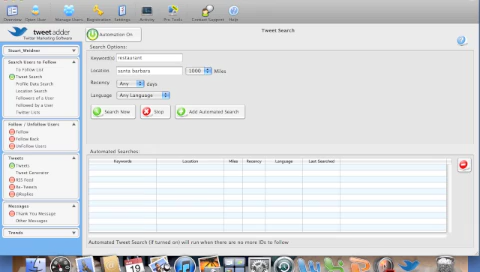 Overview
Open User
Manage Users
Registration
Settings
Activity
Pro Tools
Contact Support
Help
tweet adder
Twitter Marketing Software
Automation On
Tweet Search
Stuart_Weldner
Search Users to Follow
To Follow List
Tweet Search
Profile Data Search
Location Search
Followers of a User
Followed by a User
Twitter Lists
Follow / Unfollow Users
Follow
Follow Back
Unfollow Users
Tweets
Tweets
Tweet Generator
RSS Feed
Re-Tweets
@Replies
Messages
Thank You Message
Other Messages
Trends
Search Options:
Keyword(s) restaurant
Location santa barbara 1000 Miles
Recency Any days
Language Any Language
Search Now
Stop
Add Automated Search
Automated Searches:
Keywords Location Miles Recency Language Last Searched
Automated Tweet Search (if turned on) will run when there are no more IDs to follow